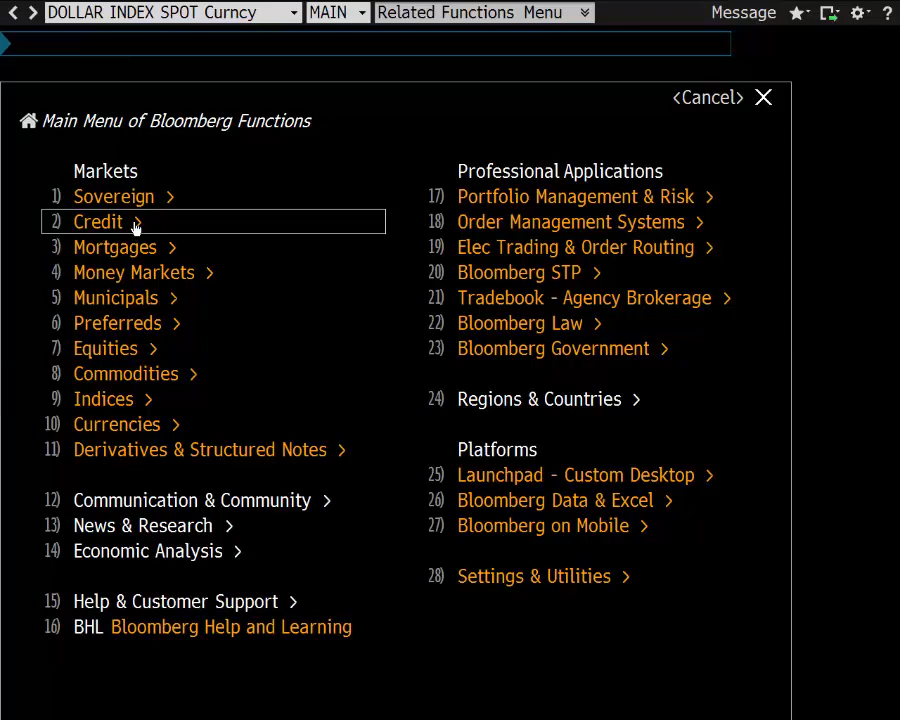 DOLLAR INDEX SPOT Curncy MAIN Related Functions Menu Message ?
<Cancel> X
Main Menu of Bloomberg Functions
Markets
1) Sovereign >
2) Credit >
3) Mortgages >
4) Money Markets >
5) Municipals >
6) Preferreds >
7) Equities >
8) Commodities >
9) Indices >
10) Currencies >
11) Derivatives & Structured Notes >
12) Communication & Community >
13) News & Research >
14) Economic Analysis >
15) Help & Customer Support >
16) BHL Bloomberg Help and Learning
Professional Applications
17) Portfolio Management & Risk >
18) Order Management Systems >
19) Elec Trading & Order Routing >
20) Bloomberg STP >
21) Tradebook - Agency Brokerage >
22) Bloomberg Law >
23) Bloomberg Government >
24) Regions & Countries >
Platforms
25) Launchpad - Custom Desktop >
26) Bloomberg Data & Excel >
27) Bloomberg on Mobile >
28) Settings & Utilities >